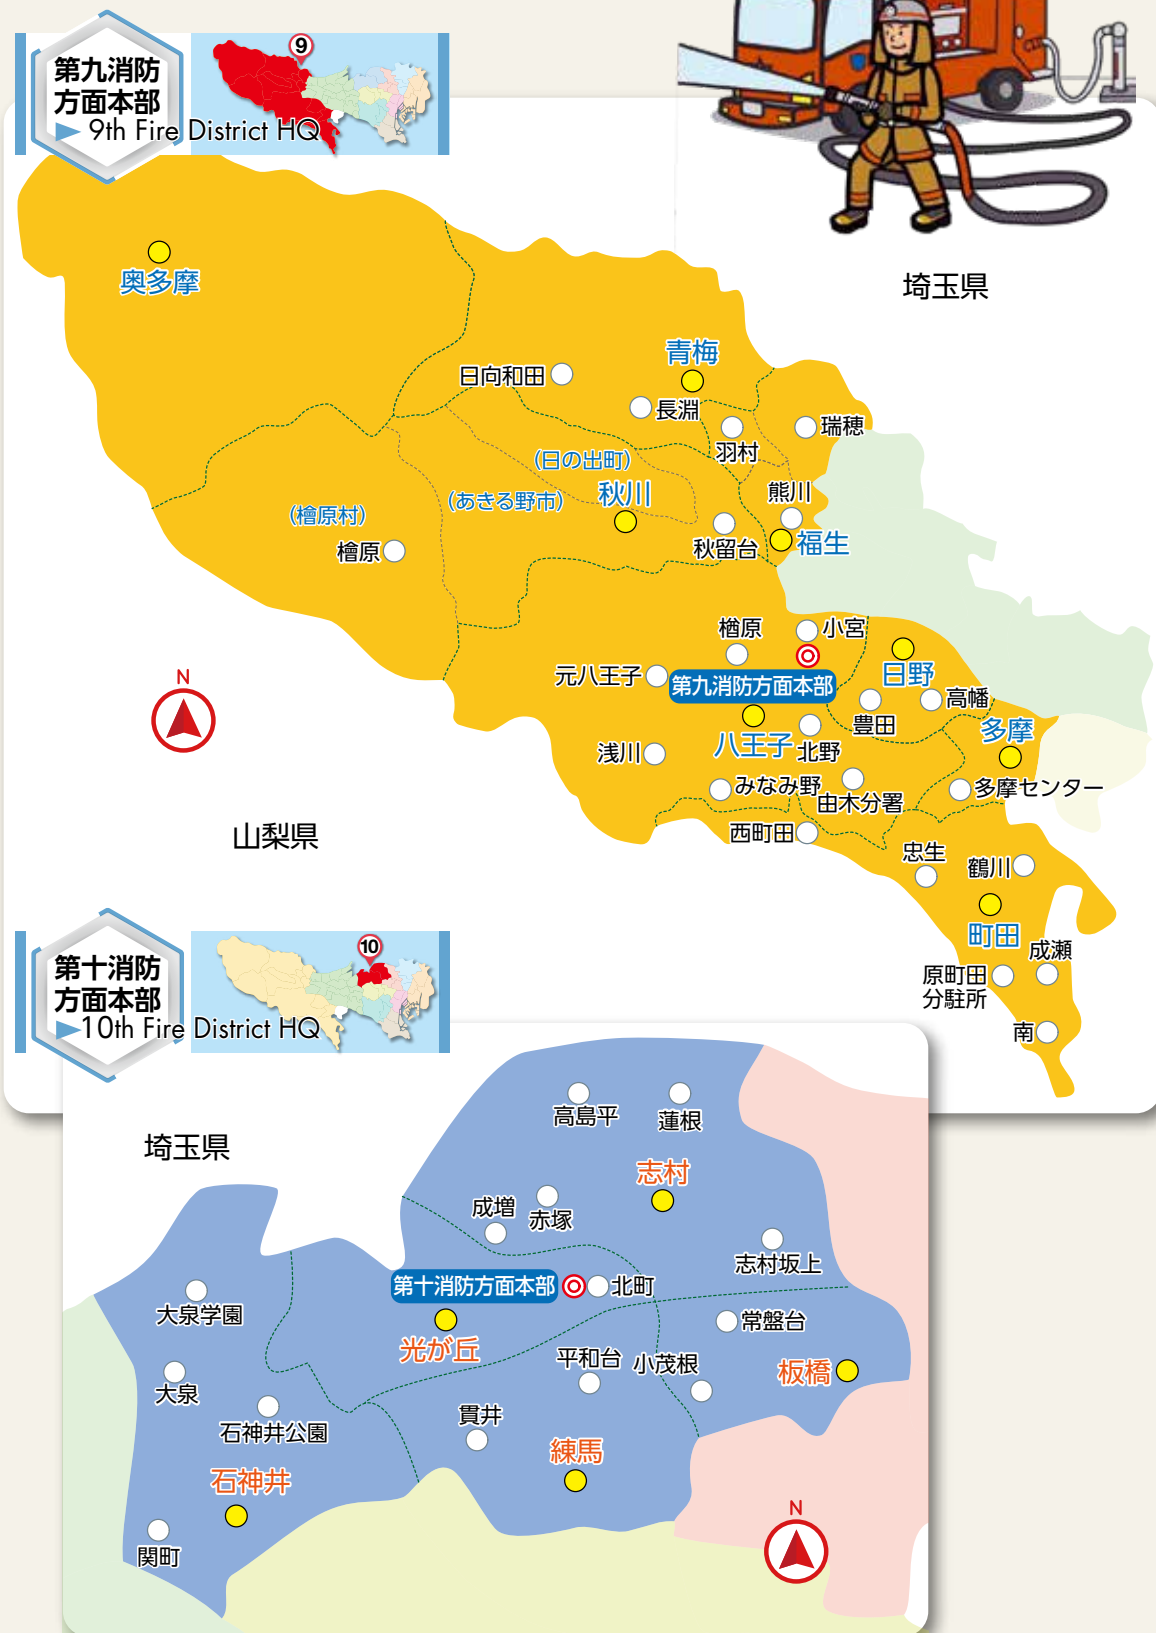 第九消防
方面本部
9th Fire District HQ
9
埼玉県
奥多摩
青梅
日向和田
長淵
羽村
瑞穂
(日の出町)
熊川
(あきる野市)
秋川
(檜原村)
秋留台
福生
檜原
楢原
小宮
元八王子
第九消防方面本部
日野
高幡
豊田
多摩
八王子
北野
浅川
みなみ野
由木分署
多摩センター
N
山梨県
西町田
忠生
鶴川
町田
成瀬
原町田
分駐所
南
第十消防
方面本部
10th Fire District HQ
10
埼玉県
高島平
蓮根
志村
成増
赤塚
志村坂上
第十消防方面本部
北町
大泉学園
常盤台
光が丘
平和台
小茂根
板橋
大泉
石神井公園
貫井
練馬
石神井
関町
N